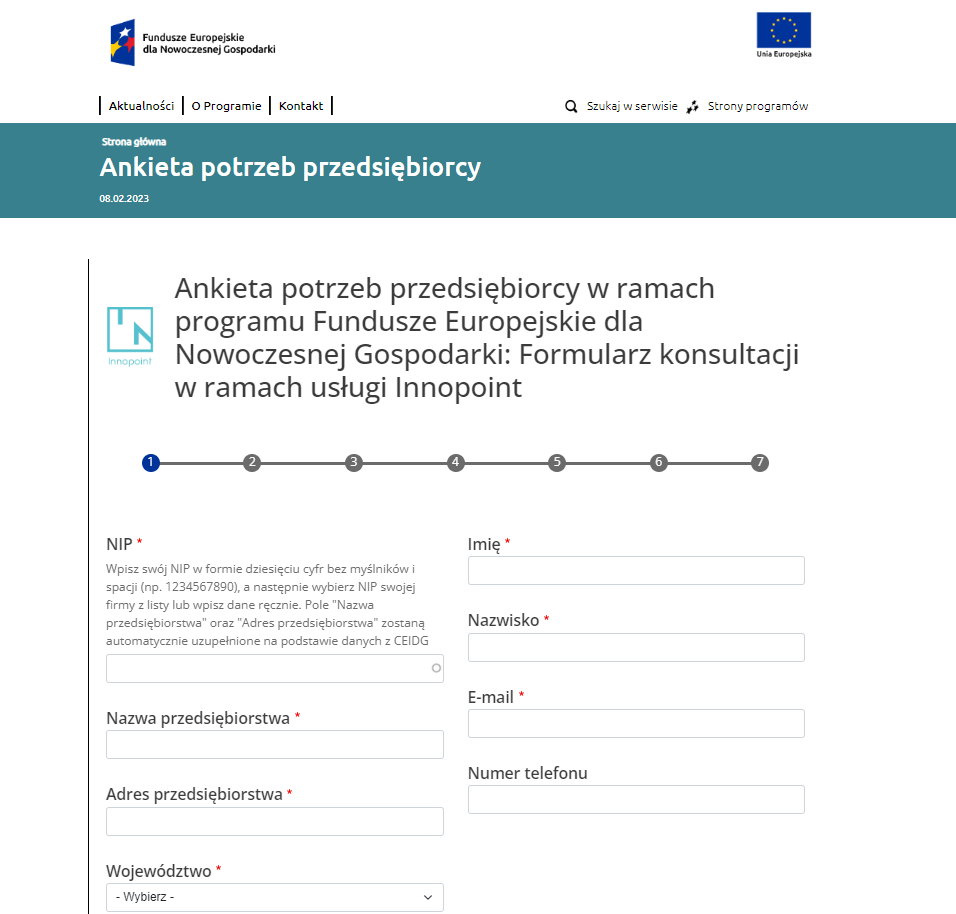 Fundusze Europejskie
dla Nowoczesnej Gospodarki
Unia Europejska
Aktualności
O Programie
Kontakt
Szukaj w serwisie
Strony programów
Strona główna
Ankieta potrzeb przedsiębiorcy
08.02.2023
Innopoint
Ankieta potrzeb przedsiębiorcy w ramach
programu Fundusze Europejskie dla
Nowoczesnej Gospodarki: Formularz konsultacji
w ramach usługi Innopoint
1 2 3 4 5 6 7
NIP *
Wpisz swój NIP w formie dziesięciu cyfr bez myślników i
spacji (np. 1234567890), a następnie wybierz NIP swojej
firmy z listy lub wpisz dane ręcznie. Pole "Nazwa
przedsiębiorstwa" oraz "Adres przedsiębiorstwa" zostaną
automatycznie uzupełnione na podstawie danych z CEIDG
Nazwa przedsiębiorstwa *
Adres przedsiębiorstwa *
Województwo *
- Wybierz -
Imię *
Nazwisko *
E-mail *
Numer telefonu